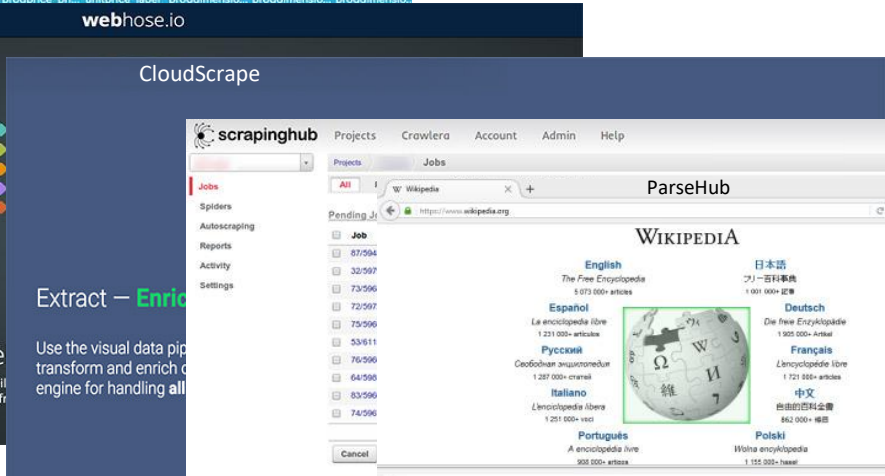 webhose.io
CloudScrape
scrapinghub Projects Crawlera Account Admin Help
Projects Jobs
Jobs
All
Spiders
Autoscraping
Reports
Activity
Settings
Job
87/594
32/597
73/596
72/597
75/596
53/611
76/596
64/596
83/596
74/596
Cancel
Extract –
Use the visual data
transform and enrich
engine for handling all
ParseHub
Wikipedia
https://www.wikipedia.org
WIKIPEDIA
English
The Free Encyclopedia
5 073 000+ articles
日本語
フリー百科事典
1 001 000+ 記事
Español
La enciclopedia libre
1 231 000+ artículos
Deutsch
Die freie Enzyklopädie
1 905 000+ Artikel
Русский
Свободная энциклопедия
1 287 000+ статей
Français
L'encyclopédie libre
1 721 000+ articles
Italiano
L'enciclopedia libera
1 251 000+ voci
中文
自由的百科全書
862 000+ 條目
Português
A enciclopédia livre
908 000+ artigos
Polski
Wolna encyklopedia
1 155 000+ haseł